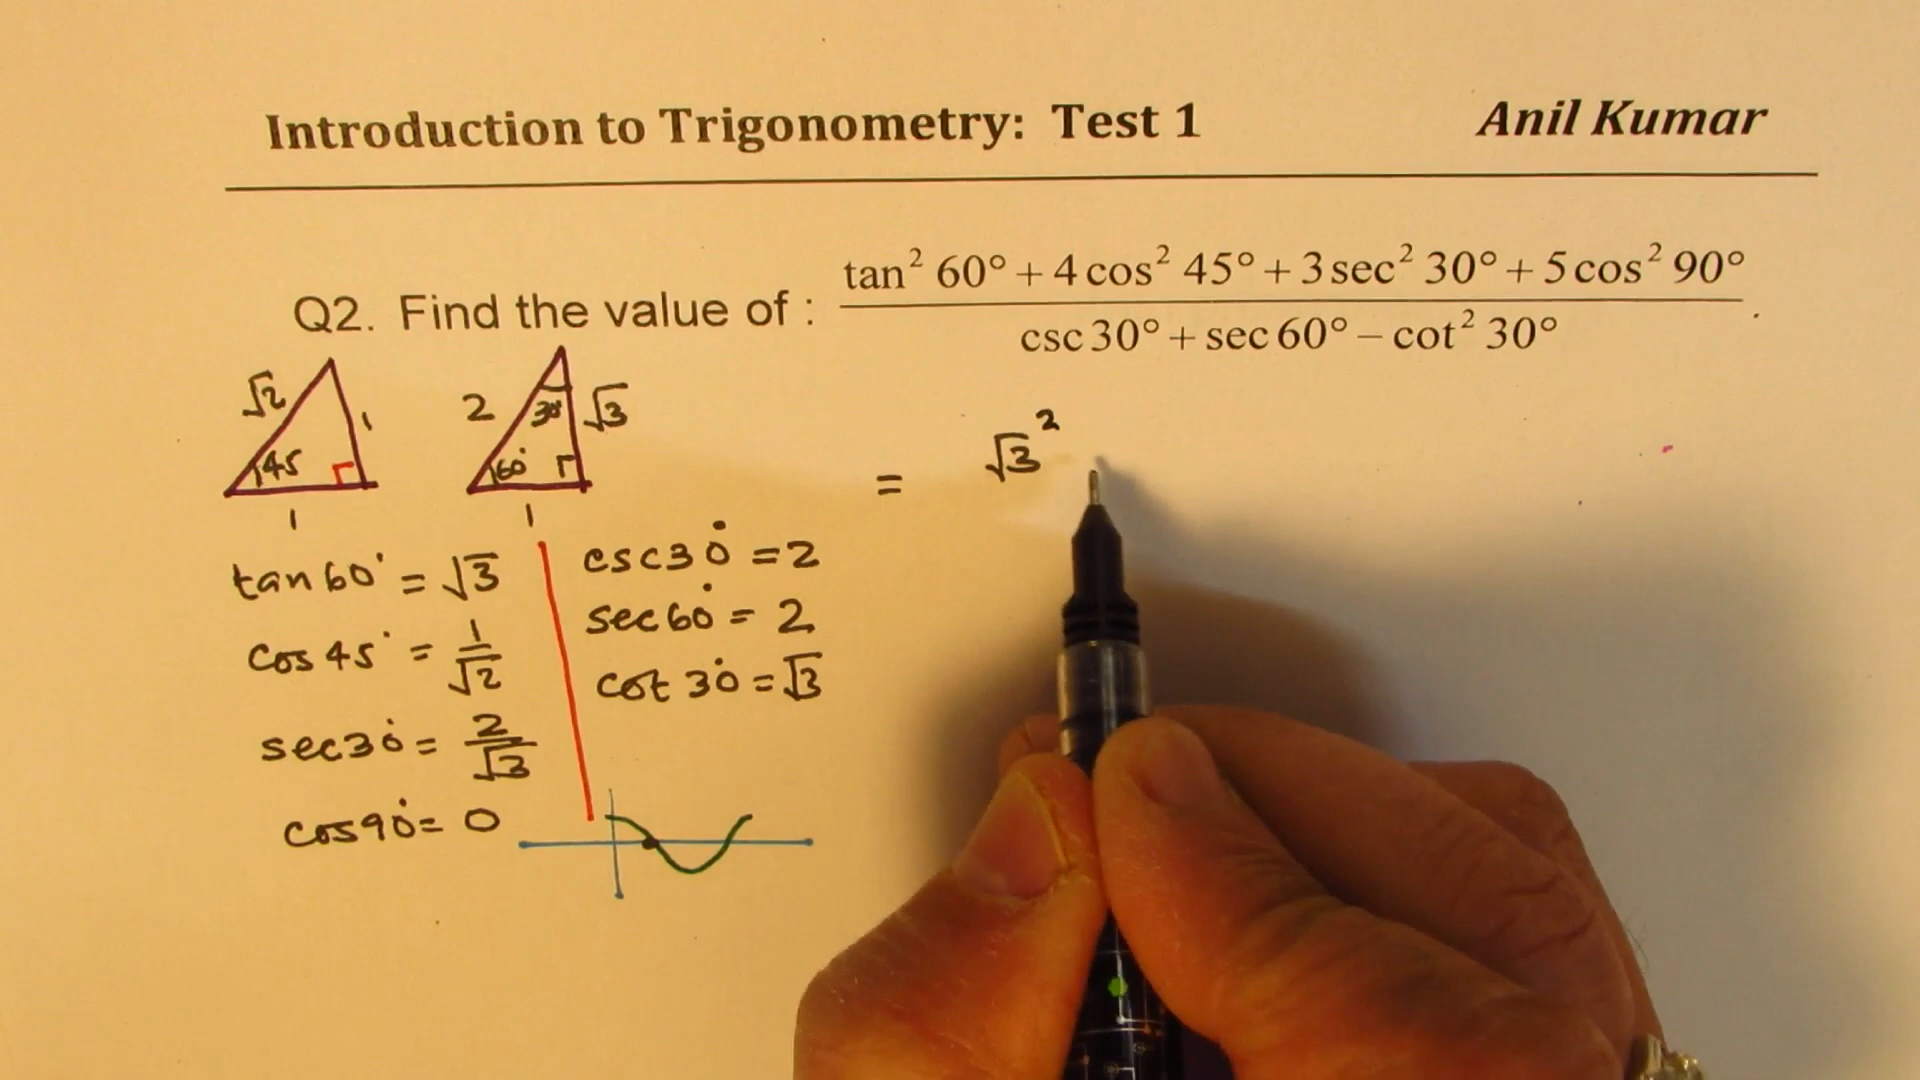 Introduction to Trigonometry: Test 1 Anil Kumar
Q2. Find the value of : (tan² 60° + 4 cos² 45° + 3 sec² 30° + 5 cos² 90°) / (csc 30° + sec 60° − cot² 30°) .
√2 1 45 1
2 30° √3 60° 1
= √3²
tan 60° = √3
cos 45° = 1/√2
sec 30° = 2/√3
cos 90° = 0
csc 30° = 2
sec 60° = 2
cot 30° = √3